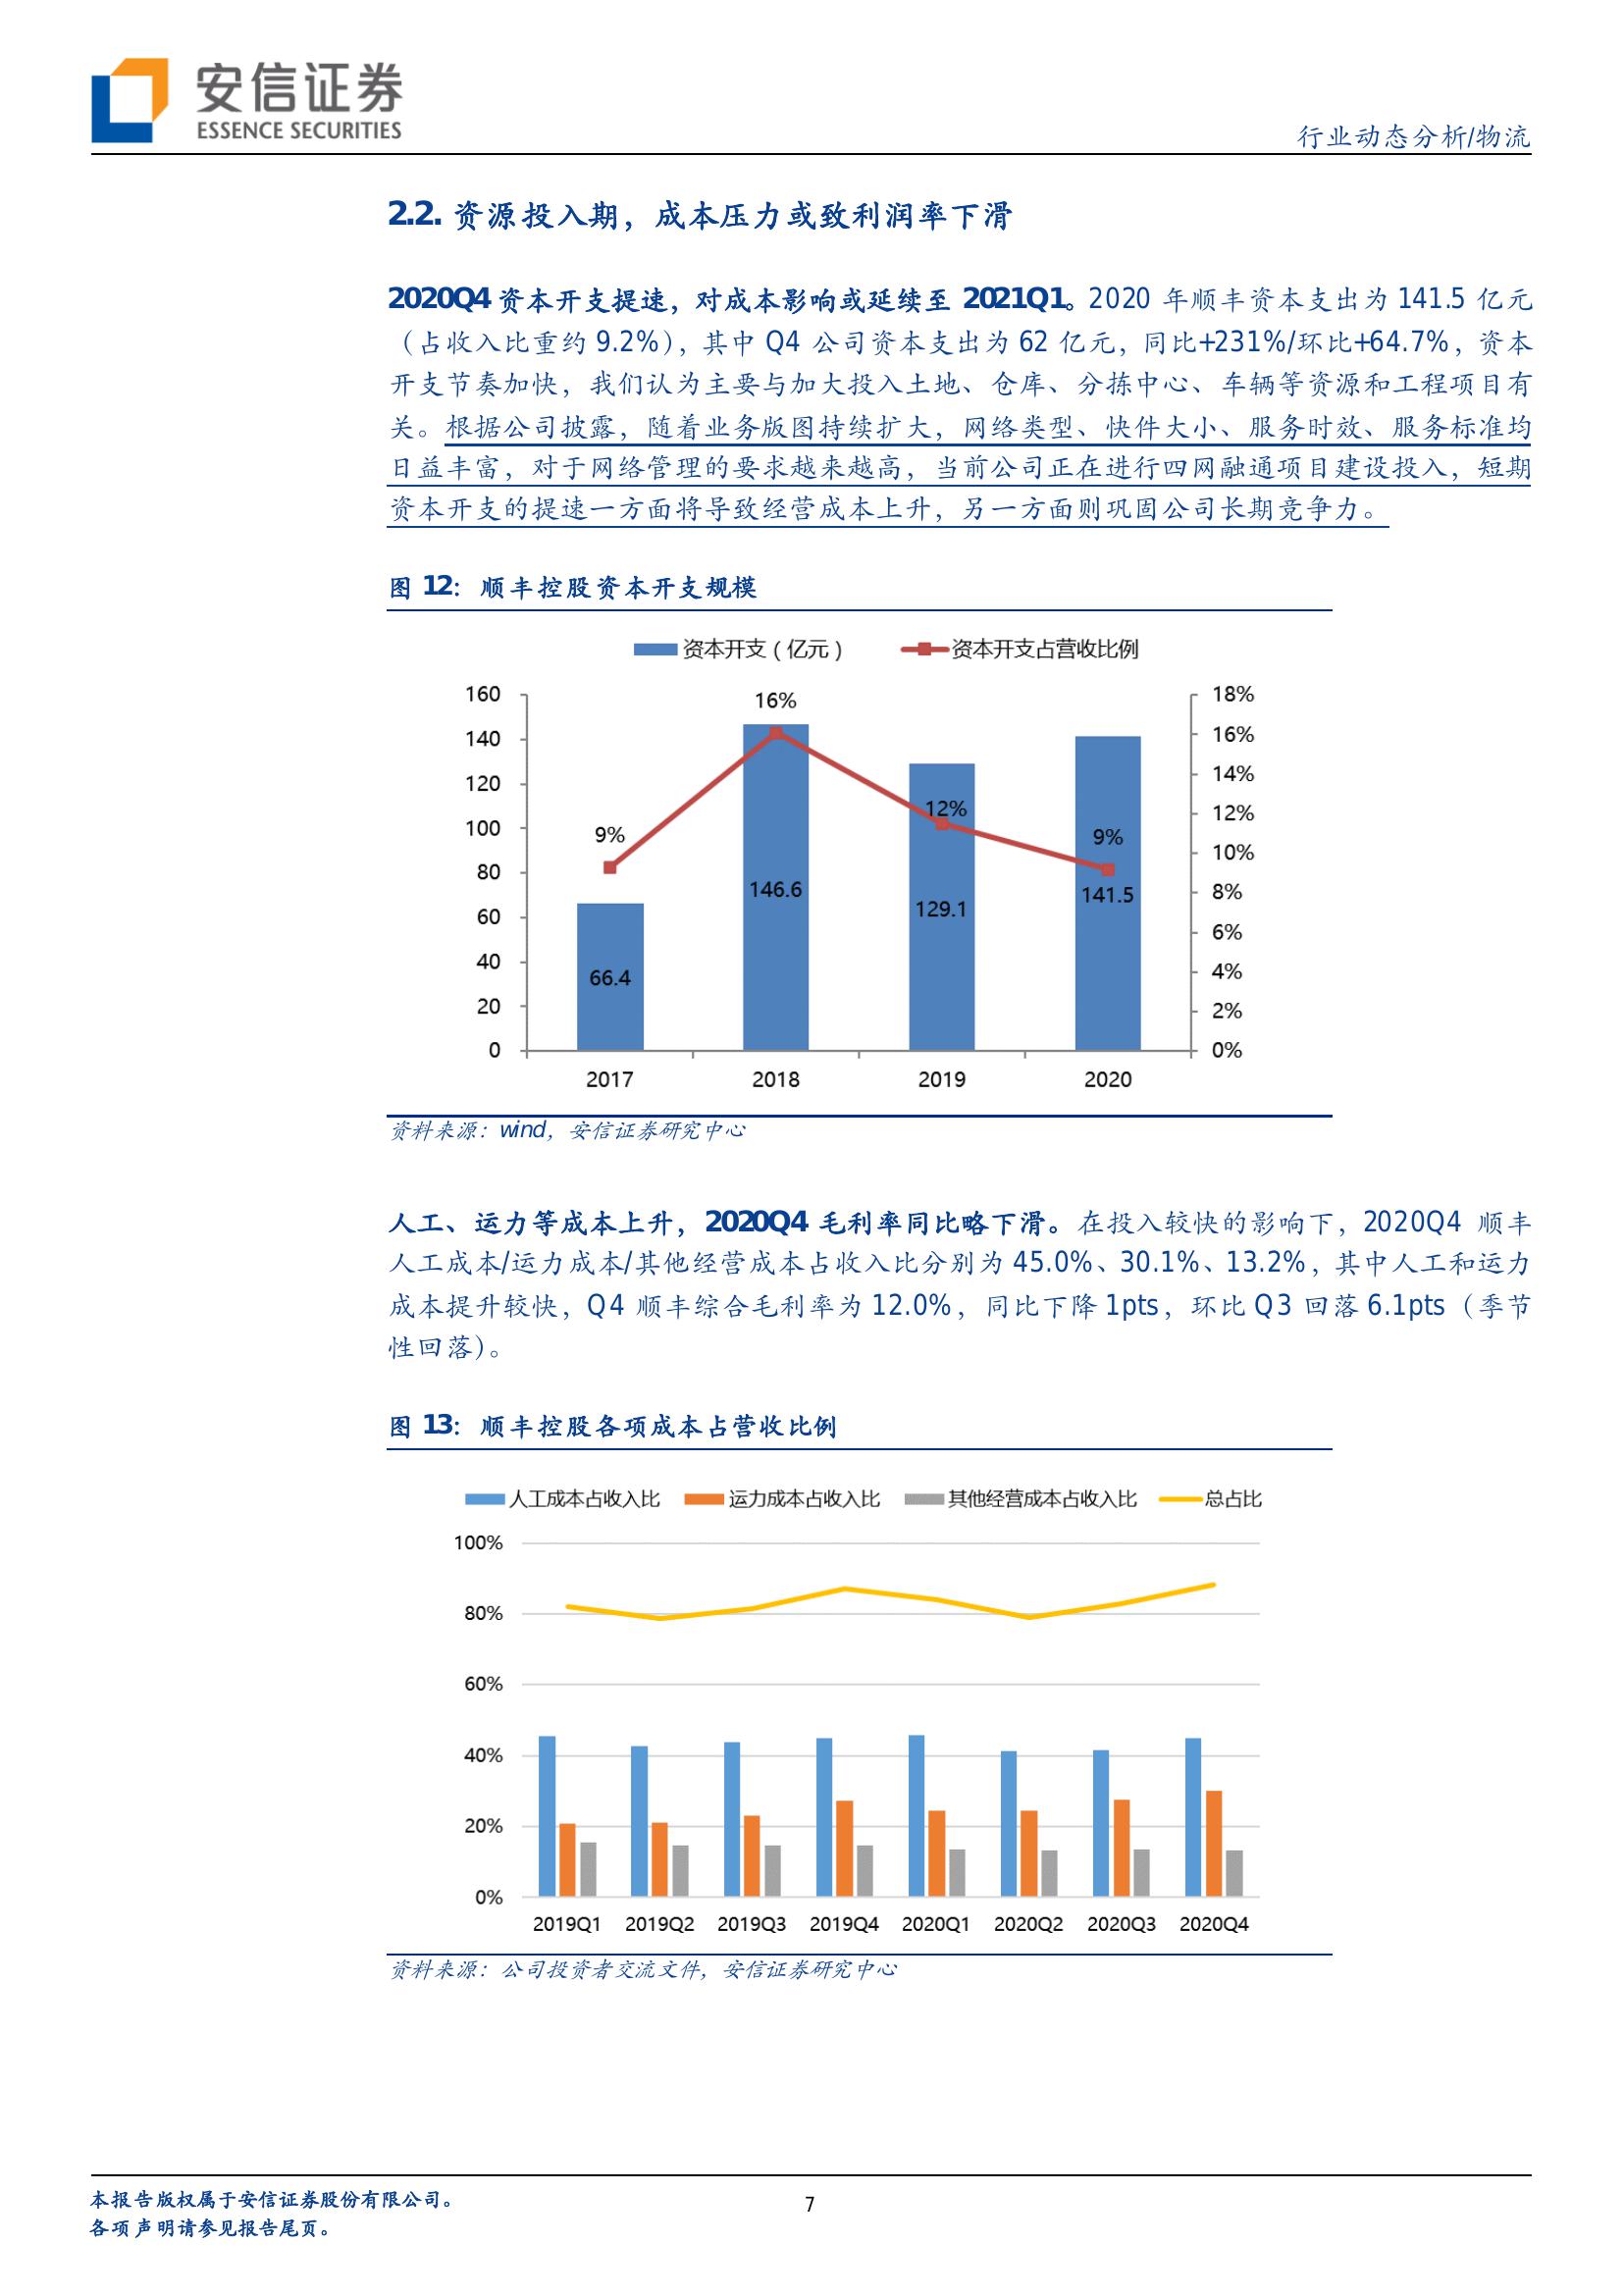 安信证券
ESSENCE SECURITIES
行业动态分析/物流
2.2. 资源投入期，成本压力或致利润率下滑
2020Q4 资本开支提速，对成本影响或延续至 2021Q1。2020 年顺丰资本支出为 141.5 亿元
（占收入比重约 9.2%），其中 Q4 公司资本支出为 62 亿元，同比+231%/环比+64.7%，资本
开支节奏加快，我们认为主要与加大投入土地、仓库、分拣中心、车辆等资源和工程项目有
关。根据公司披露，随着业务版图持续扩大，网络类型、快件大小、服务时效、服务标准均
日益丰富，对于网络管理的要求越来越高，当前公司正在进行四网融通项目建设投入，短期
资本开支的提速一方面将导致经营成本上升，另一方面则巩固公司长期竞争力。
图 12：顺丰控股资本开支规模
资本开支（亿元） 资本开支占营收比例
160 18%
140 16%
120 14%
100 12%
80 10%
60 8%
40 6%
20 4%
0 2%
0%
9% 16% 12% 9%
66.4 146.6 129.1 141.5
2017 2018 2019 2020
资料来源：wind，安信证券研究中心
人工、运力等成本上升，2020Q4 毛利率同比略下滑。在投入较快的影响下，2020Q4 顺丰
人工成本/运力成本/其他经营成本占收入比分别为 45.0%、30.1%、13.2%，其中人工和运力
成本提升较快，Q4 顺丰综合毛利率为 12.0%，同比下降 1pts，环比 Q3 回落 6.1pts（季节
性回落）。
图 13：顺丰控股各项成本占营收比例
人工成本占收入比 运力成本占收入比 其他经营成本占收入比 总占比
100%
80%
60%
40%
20%
0%
2019Q1 2019Q2 2019Q3 2019Q4 2020Q1 2020Q2 2020Q3 2020Q4
资料来源：公司投资者交流文件，安信证券研究中心
本报告版权属于安信证券股份有限公司。
各项声明请参见报告尾页。
7